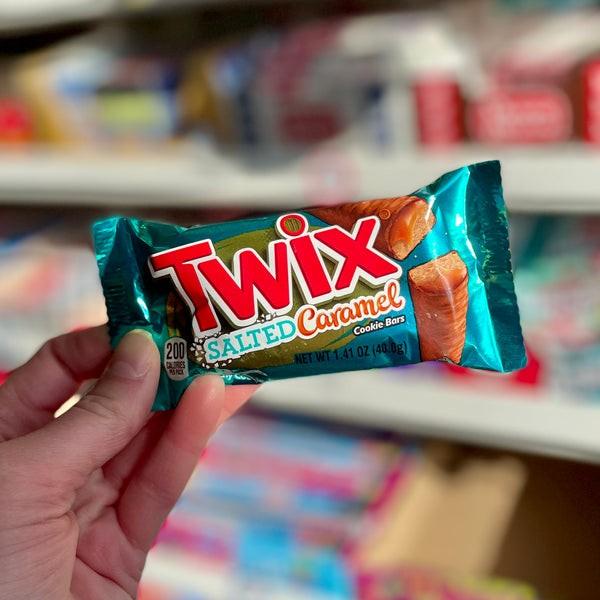 TWiX
SALTED Caramel
Cookie Bars
200
CALORIES
PER PACK
NET WT 1.41 OZ (40.0g)